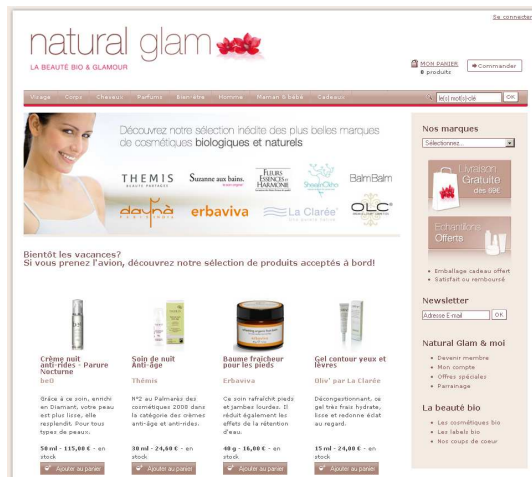 Se connecter
natural glam
LA BEAUTÉ BIO & GLAMOUR
MON PANIER
0 produits
Commander
Visage Corps Cheveux Parfums Bien-être Homme Maman & bébé Cadeaux
le(s) mot(s)-clé OK
Découvrez notre sélection inédite des plus belles marques
de cosmétiques biologiques et naturels
THEMIS
Suzanne aux bains.
FLEURS
ESSENCES ET
HARMONIE
BalmBalm
daynà
erbaviva
La Clarée
OLC
Nos marques
Sélectionnez...
Livraison
Gratuite
dès 89€
Echantillons
Offerts
Emballage cadeau offert
Satisfait ou remboursé
Newsletter
Adresse E-mail OK
Natural Glam & moi
Devenir membre
Mon compte
Offres spéciales
Parrainage
La beauté bio
Les cosmétiques bio
Les labels bio
Nos coups de coeur
Bientôt les vacances?
Si vous prenez l'avion, découvrez notre sélection de produits acceptés à bord!
Crème nuit
anti-rides - Parure
Nocturne
beO
Grâce à ce soin, enrichi
en Diamant, votre peau
est plus lisse, elle
resplendit. Pour tous
types de peaux.
50 ml - 115,00 € - en
stock
Ajouter au panier
Soin de nuit
Anti-âge
Thémis
N°2 au Palmarès des
cosmétiques 2008 dans
la catégorie des crèmes
anti-âge et anti-rides.
30 ml - 24,60 € - en
stock
Ajouter au panier
Baume fraîcheur
pour les pieds
Erbaviva
Ce soin rafraîchit pieds
et jambes lourdes. Il
réduit également les
effets de la rétention
d'eau.
40 g - 16,00 € - en
stock
Ajouter au panier
Gel contour yeux et
lèvres
Oliv' par La Clarée
Décongestionnant, ce
gel très frais hydrate,
lisse et redonne éclat
au regard.
15 ml - 24,00 € - en
stock
Ajouter au panier